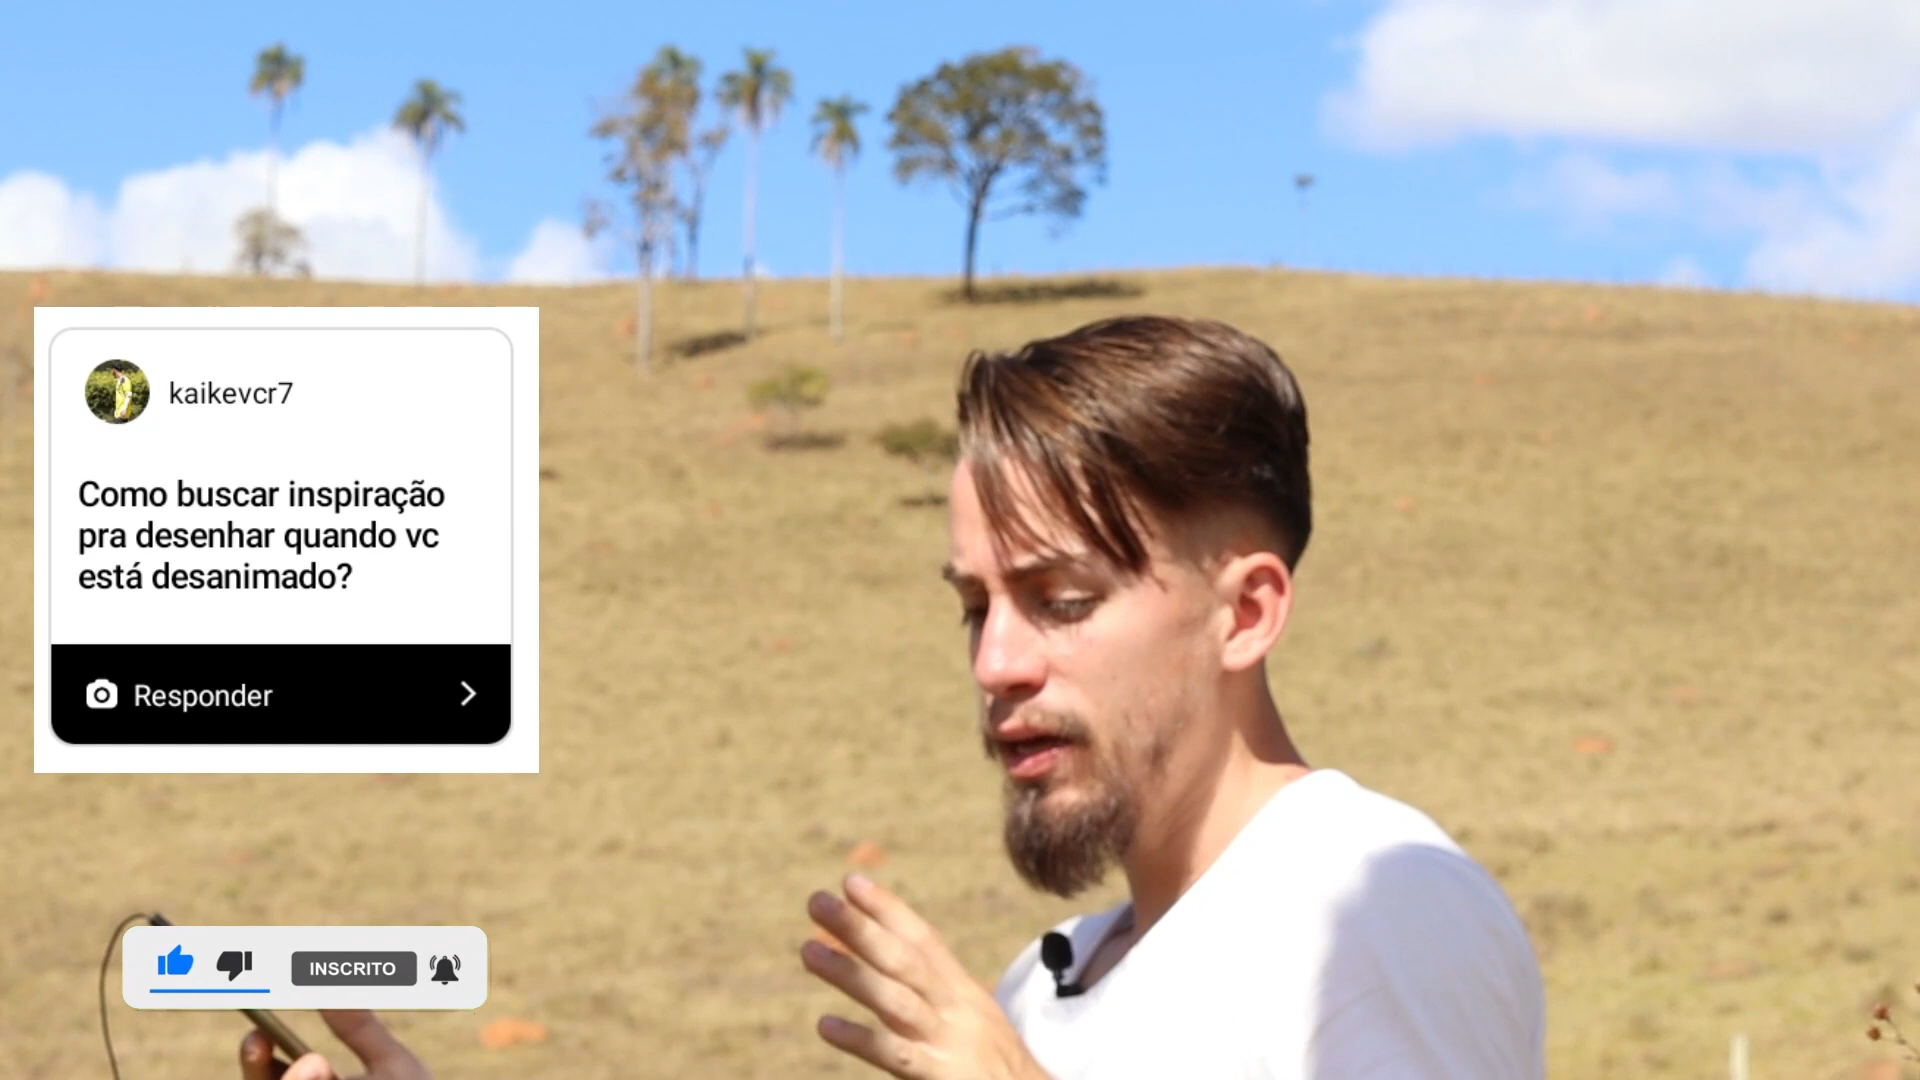 kaikevcr7
Como buscar inspiração
pra desenhar quando vc
está desanimado?
Responder
INSCRITO